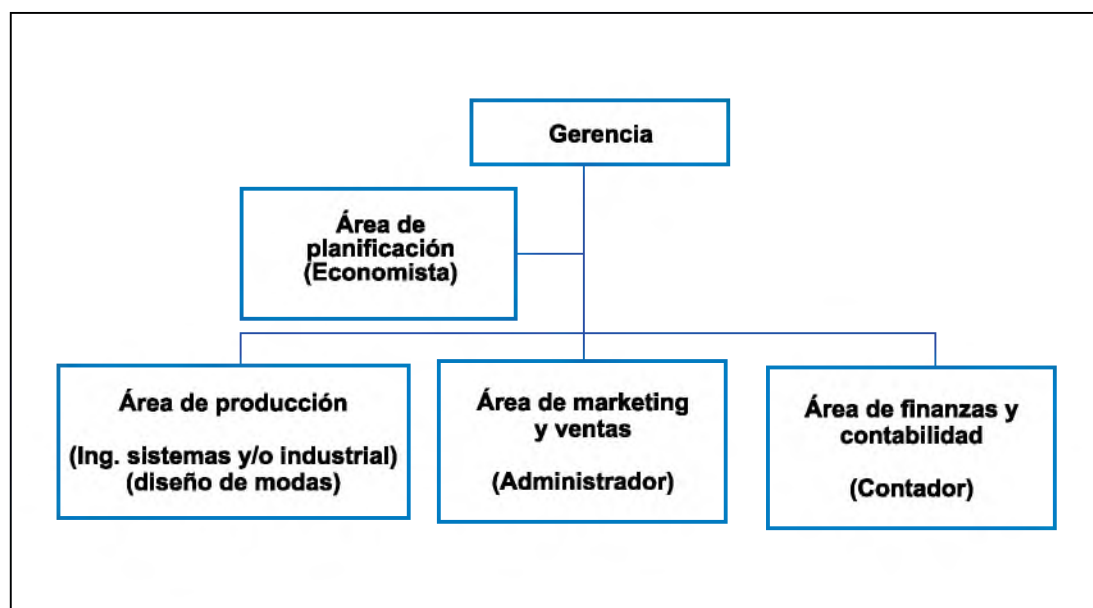 Gerencia
Área de
planificación
(Economista)
Área de producción
(Ing. sistemas y/o industrial)
(diseño de modas)
Área de marketing
y ventas
(Administrador)
Área de finanzas y
contabilidad
(Contador)